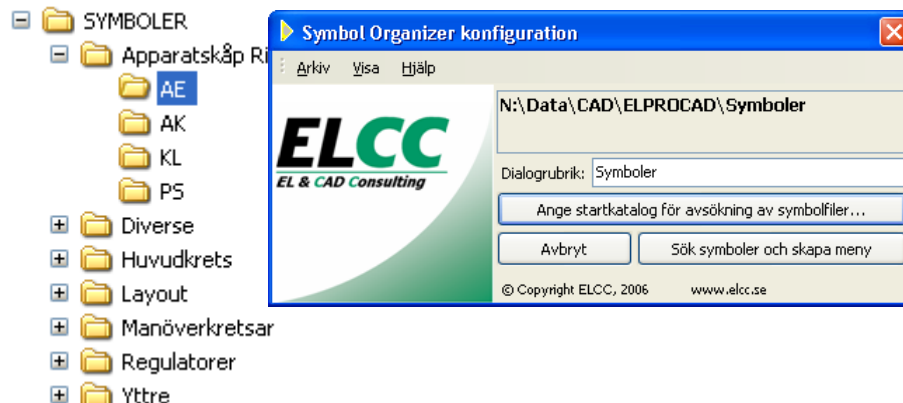 SYMBOLER
Apparatskåp Ri
AE
AK
KL
PS
Diverse
Huvudkrets
Layout
Manöverkretsar
Regulatorer
Yttre
Symbol Organizer konfiguration
Arkiv Visa Hjälp
ELCC
EL & CAD Consulting
N:\Data\CAD\ELPROCAD\Symboler
Dialogrubrik: Symboler
Ange startkatalog för avsökning av symbolfiler...
Avbryt Sök symboler och skapa meny
© Copyright ELCC, 2006 www.elcc.se